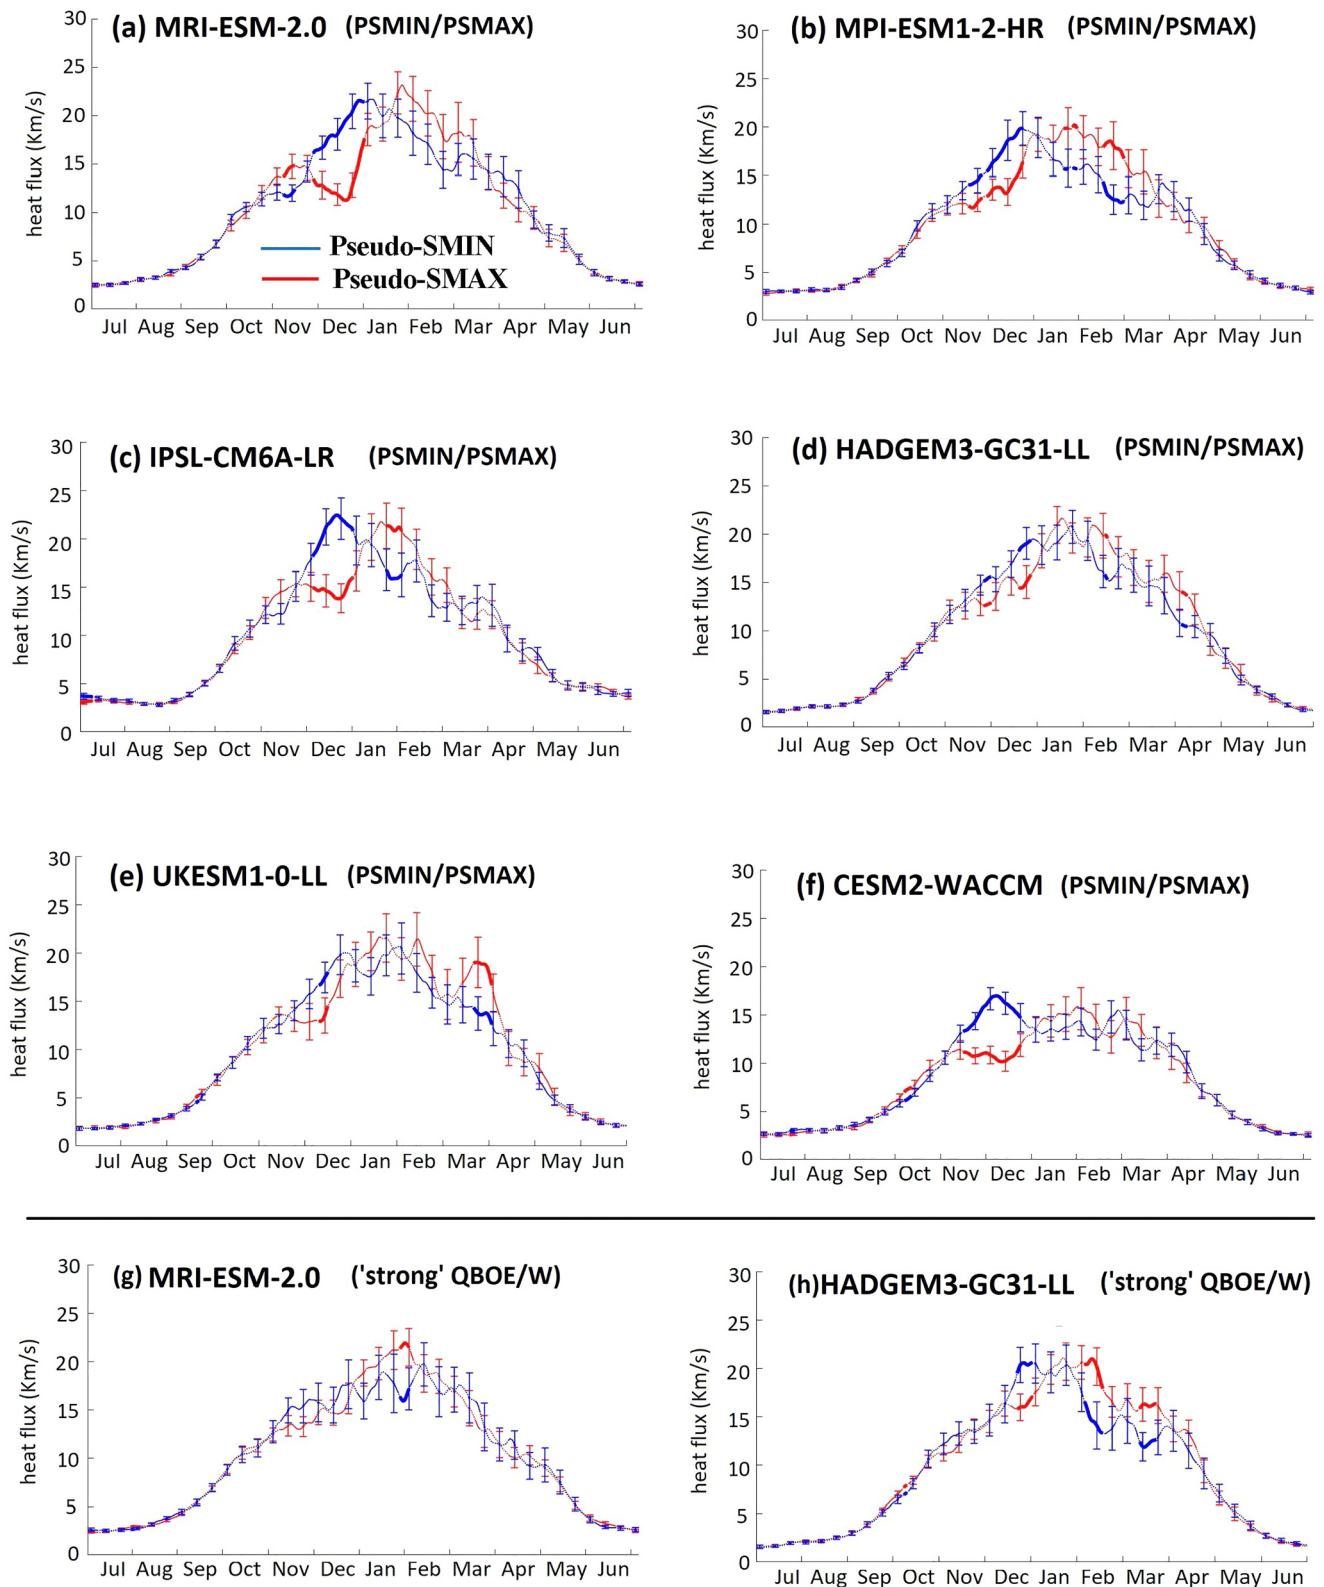 (a) MRI-ESM-2.0 (PSMIN/PSMAX)
heat flux (Km/s)
30
25
20
15
10
5
0
Pseudo-SMIN
Pseudo-SMAX
Jul Aug Sep Oct Nov Dec Jan Feb Mar Apr May Jun
(b) MPI-ESM1-2-HR (PSMIN/PSMAX)
heat flux (Km/s)
30
25
20
15
10
5
0
Jul Aug Sep Oct Nov Dec Jan Feb Mar Apr May Jun
(c) IPSL-CM6A-LR (PSMIN/PSMAX)
heat flux (Km/s)
30
25
20
15
10
5
0
Jul Aug Sep Oct Nov Dec Jan Feb Mar Apr May Jun
(d) HADGEM3-GC31-LL (PSMIN/PSMAX)
heat flux (Km/s)
30
25
20
15
10
5
0
Jul Aug Sep Oct Nov Dec Jan Feb Mar Apr May Jun
(e) UKESM1-0-LL (PSMIN/PSMAX)
heat flux (Km/s)
30
25
20
15
10
5
0
Jul Aug Sep Oct Nov Dec Jan Feb Mar Apr May Jun
(f) CESM2-WACCM (PSMIN/PSMAX)
heat flux (Km/s)
30
25
20
15
10
5
0
Jul Aug Sep Oct Nov Dec Jan Feb Mar Apr May Jun
(g) MRI-ESM-2.0 ('strong' QBOE/W)
heat flux (Km/s)
30
25
20
15
10
5
0
Jul Aug Sep Oct Nov Dec Jan Feb Mar Apr May Jun
(h)HADGEM3-GC31-LL ('strong' QBOE/W)
heat flux (Km/s)
30
25
20
15
10
5
0
Jul Aug Sep Oct Nov Dec Jan Feb Mar Apr May Jun